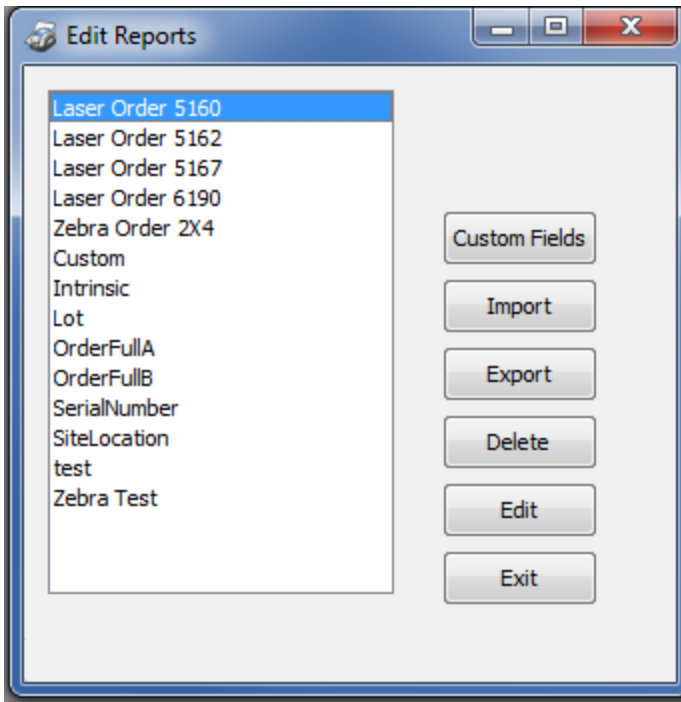 Edit Reports
Laser Order 5160
Laser Order 5162
Laser Order 5167
Laser Order 6190
Zebra Order 2X4
Custom
Intrinsic
Lot
OrderFullA
OrderFullB
SerialNumber
SiteLocation
test
Zebra Test
Custom Fields
Import
Export
Delete
Edit
Exit